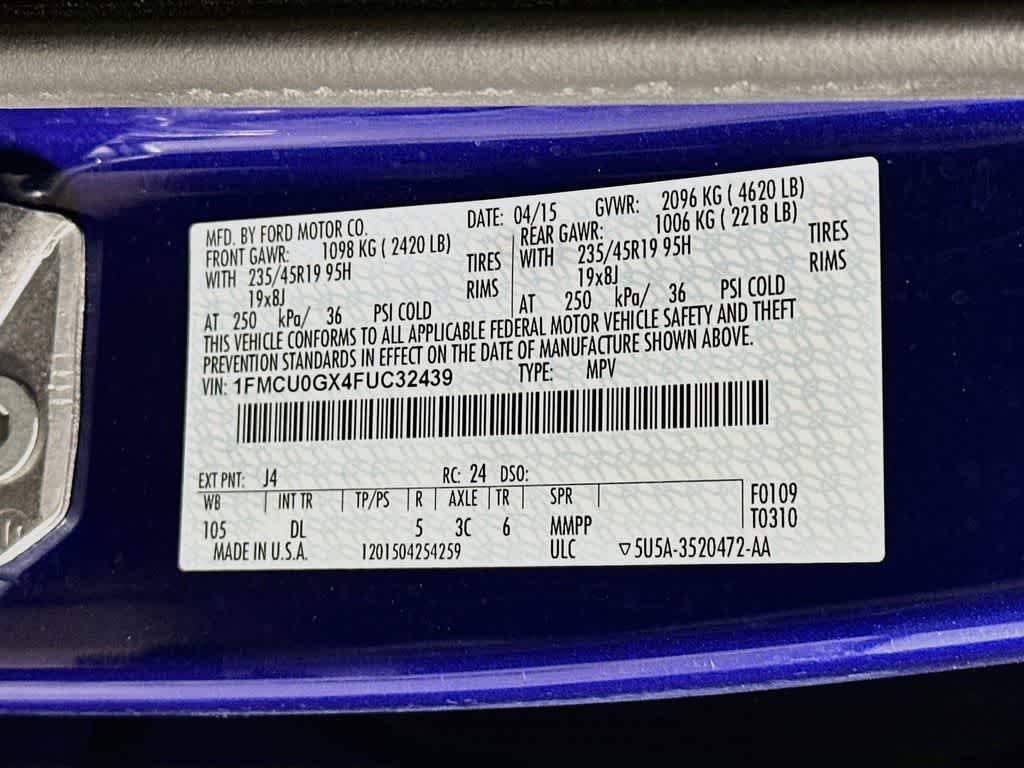 MFD. BY FORD MOTOR CO. DATE: 04/15 GVWR: 2096 KG ( 4620 LB)
FRONT GAWR: 1098 KG ( 2420 LB) REAR GAWR: 1006 KG ( 2218 LB)
WITH 235/45R19 95H TIRES WITH 235/45R19 95H TIRES
19x8J RIMS 19x8J RIMS
AT 250 kPa/ 36 PSI COLD AT 250 kPa/ 36 PSI COLD
THIS VEHICLE CONFORMS TO ALL APPLICABLE FEDERAL MOTOR VEHICLE SAFETY AND THEFT
PREVENTION STANDARDS IN EFFECT ON THE DATE OF MANUFACTURE SHOWN ABOVE.
VIN: 1FMCU0GX4FUC32439 TYPE: MPV
EXT PNT: J4 RC: 24 DSO:
WB INT TR TP/PS R AXLE TR SPR F0109
105 DL 5 3C 6 MMPP T0310
MADE IN U.S.A. 1201504254259 ULC ▽5U5A-3520472-AA